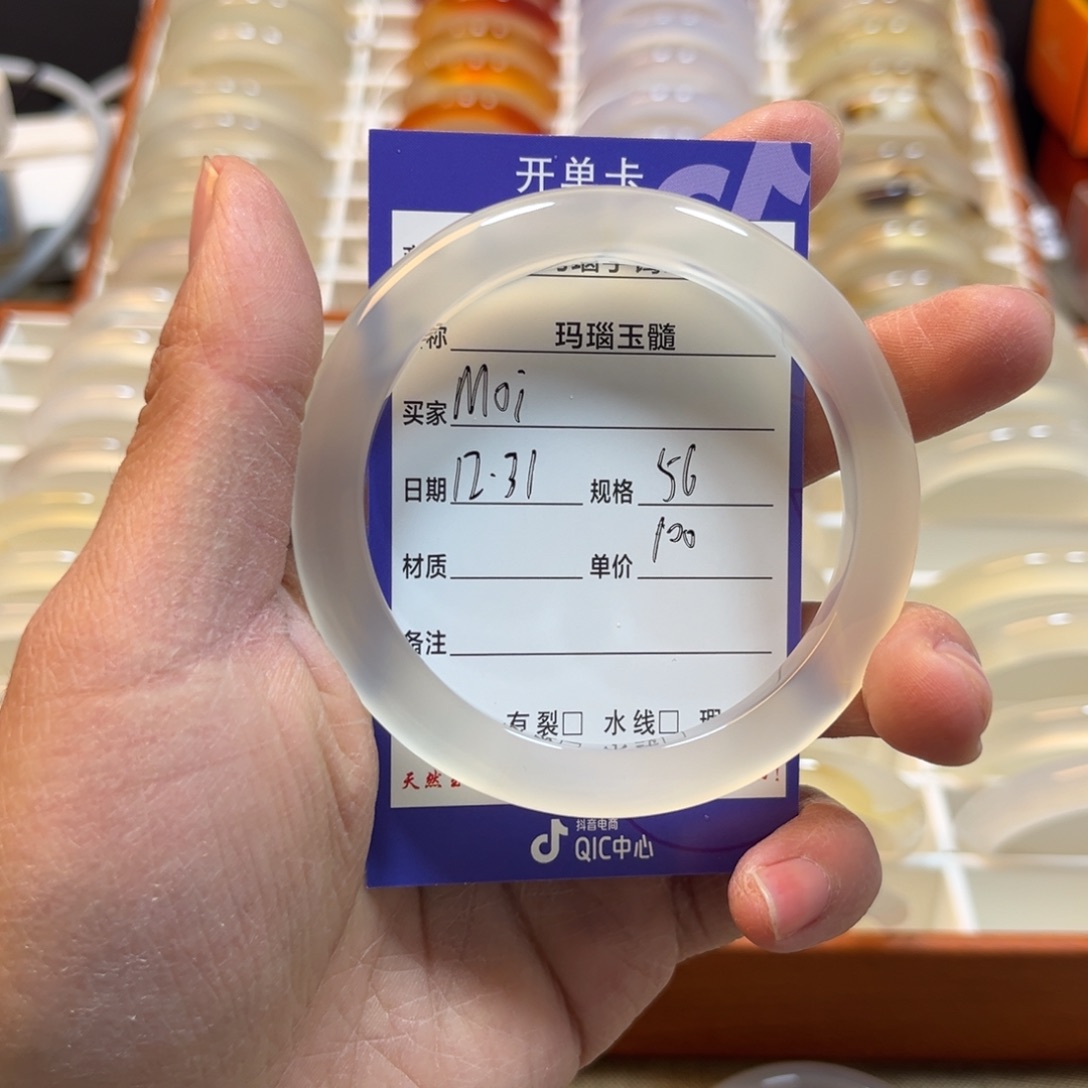 开单卡
称 玛瑙玉髓
买家 Moi
日期 12.31 规格 56
材质 单价 100
备注
有裂□ 水线□
天然
抖音电商
QIC中心